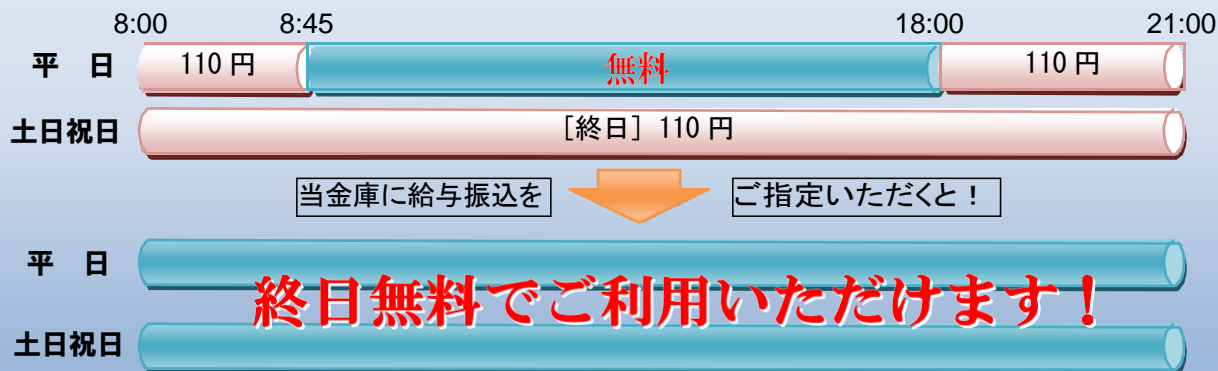 8:00 8:45 18:00 21:00
平 日 110 円 無料 110 円
土日祝日 [終日] 110 円
当金庫に給与振込を ご指定いただくと！
平 日
終日無料でご利用いただけます！
土日祝日